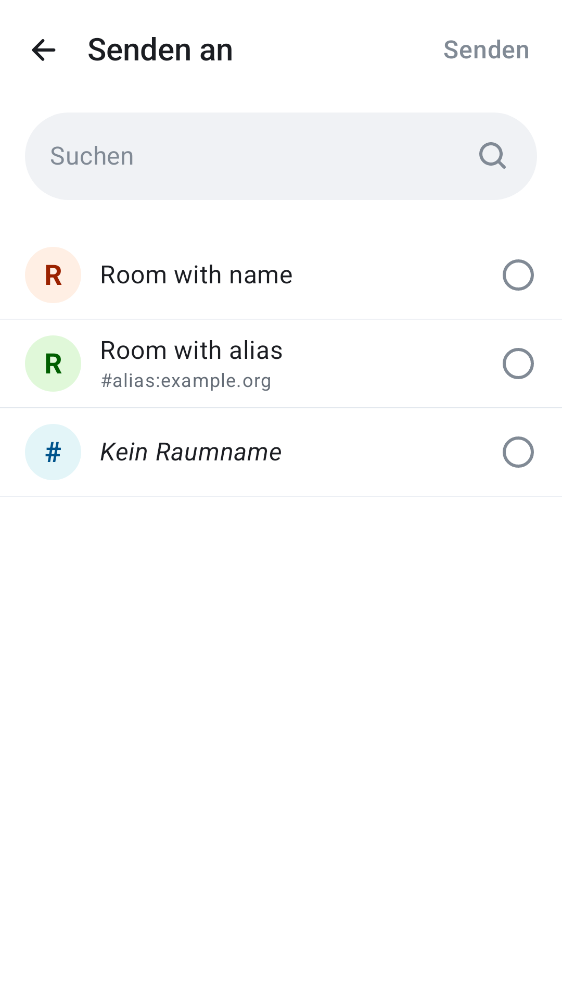 Senden an
Senden
Suchen
R
Room with name
R
Room with alias
#alias:example.org
#
Kein Raumname